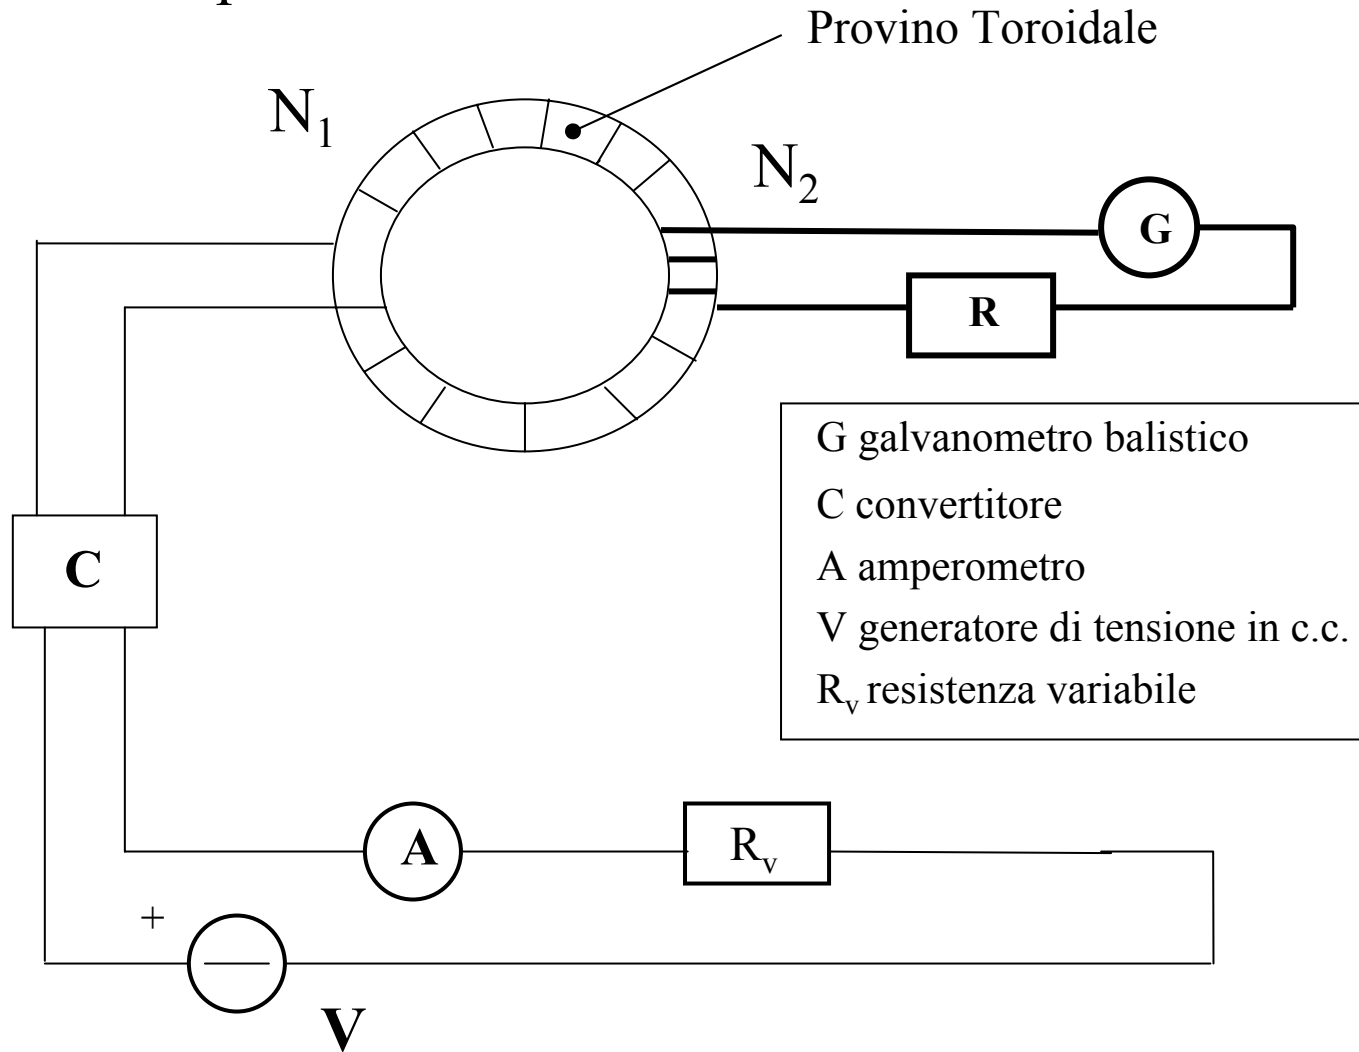 Provino Toroidale
N₁
N₂
G
R
G galvanometro balistico
C convertitore
A amperometro
V generatore di tensione in c.c.
Rᵥ resistenza variabile
C
A
Rᵥ
+
V